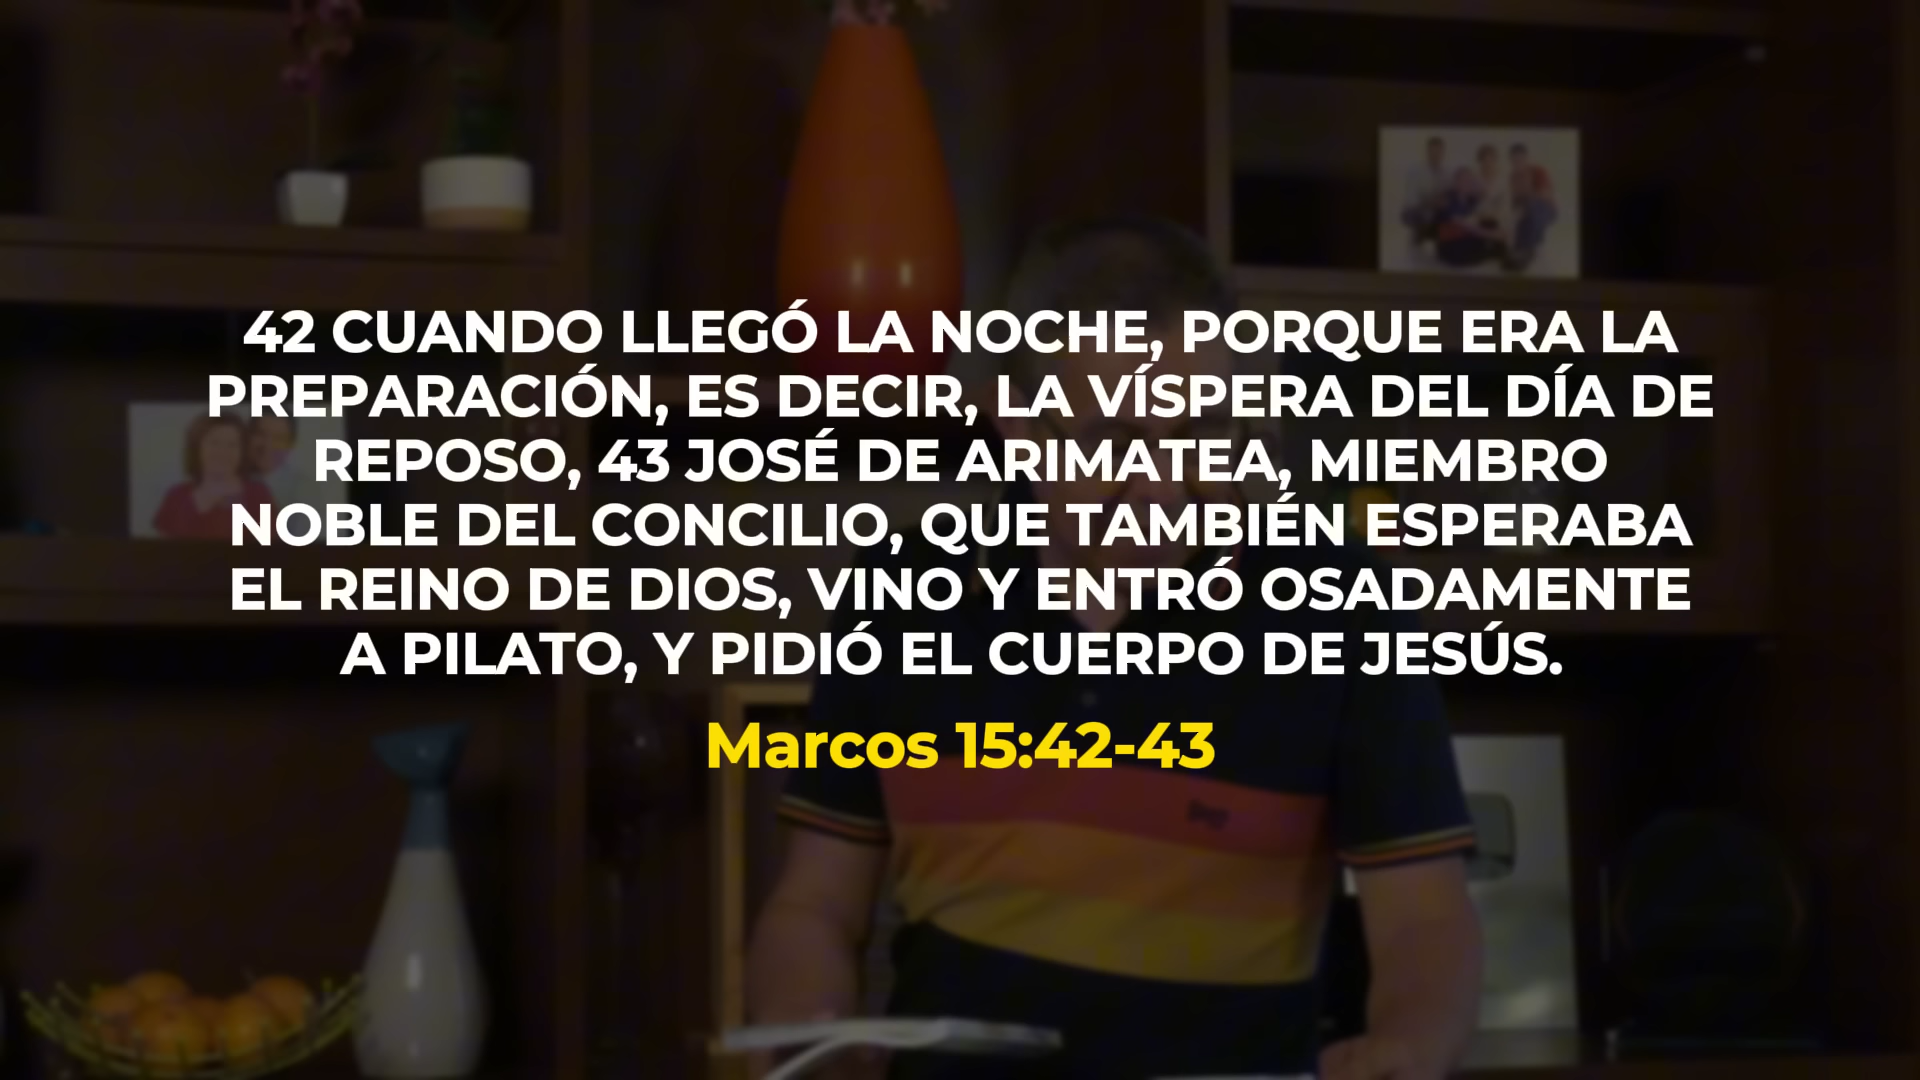 42 CUANDO LLEGÓ LA NOCHE, PORQUE ERA LA
PREPARACIÓN, ES DECIR, LA VÍSPERA DEL DÍA DE
REPOSO, 43 JOSÉ DE ARIMATEA, MIEMBRO
NOBLE DEL CONCILIO, QUE TAMBIÉN ESPERABA
EL REINO DE DIOS, VINO Y ENTRÓ OSADAMENTE
A PILATO, Y PIDIÓ EL CUERPO DE JESÚS.
Marcos 15:42-43